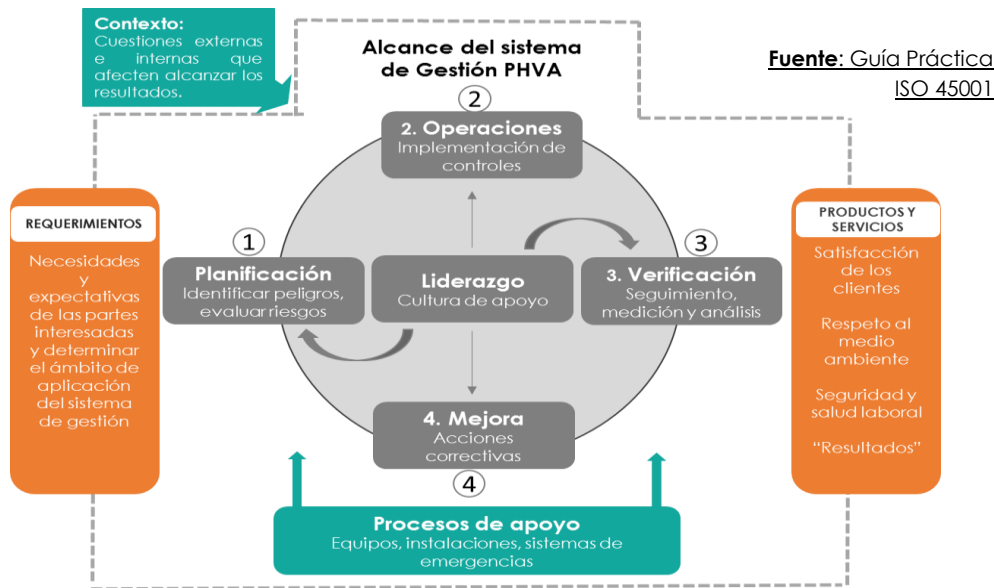 Contexto:
Cuestiones externas
e internas que
afecten alcanzar los
resultados.
Alcance del sistema
de Gestión PHVA
Fuente: Guía Práctica
ISO 45001
2
2. Operaciones
Implementación de
controles
REQUERIMIENTOS
Necesidades
y
expectativas
de las partes
interesadas
y determinar
el ámbito de
aplicación
del sistema
de gestión
1
Planificación
Identificar peligros,
evaluar riesgos
Liderazgo
Cultura de apoyo
3
3. Verificación
Seguimiento,
medición y análisis
PRODUCTOS Y
SERVICIOS
Satisfacción
de los
clientes
Respeto al
medio
ambiente
Seguridad y
salud laboral
“Resultados”
4. Mejora
Acciones
correctivas
4
Procesos de apoyo
Equipos, instalaciones, sistemas de
emergencias